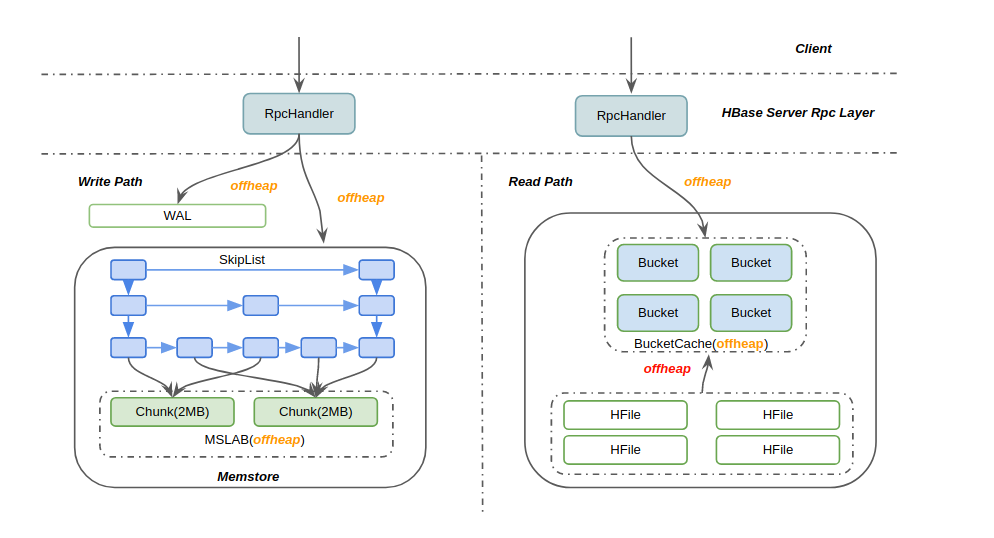 Client
RpcHandler
RpcHandler
HBase Server Rpc Layer
Write Path
offheap
offheap
WAL
SkipList
Chunk(2MB)
Chunk(2MB)
MSLAB(offheap)
Memstore
Read Path
offheap
Bucket
Bucket
Bucket
Bucket
BucketCache(offheap)
offheap
HFile
HFile
HFile
HFile